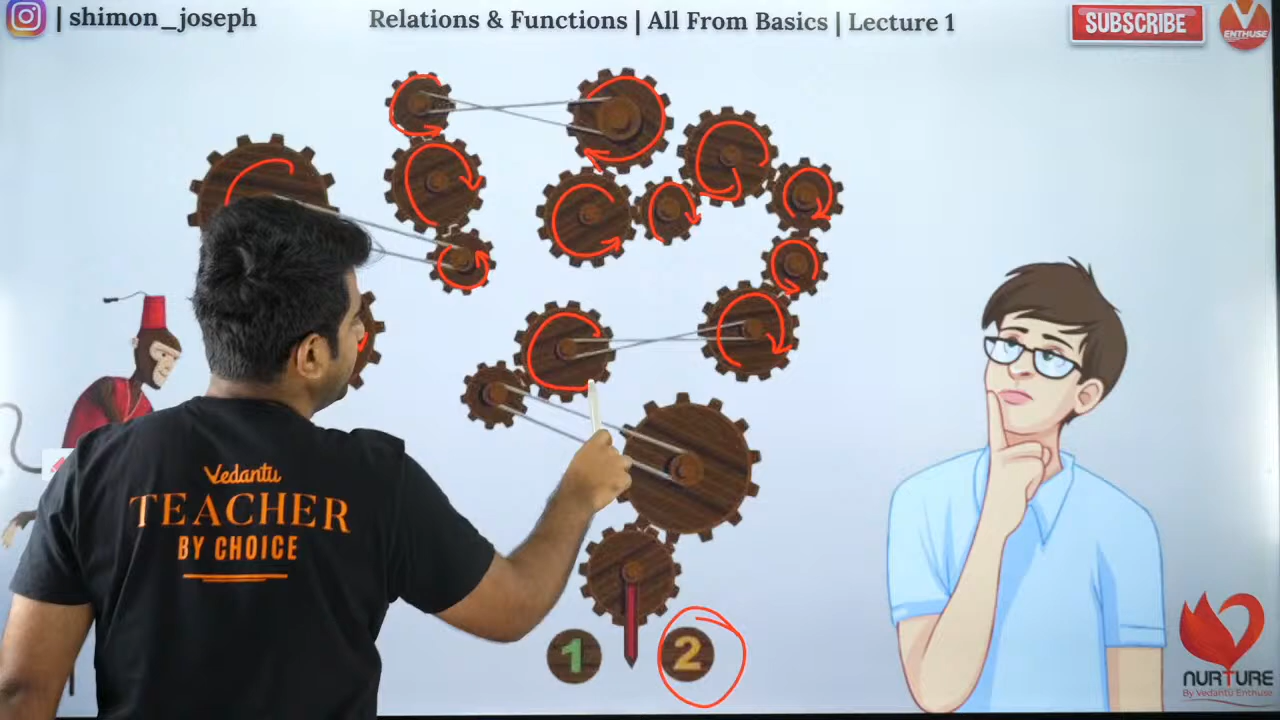 | shimon_joseph
Relations & Functions | All From Basics | Lecture 1
SUBSCRIBE
V
ENTHUSE
Vedantu
TEACHER
BY CHOICE
1
2
NURTURE
By Vedantu Enthuse